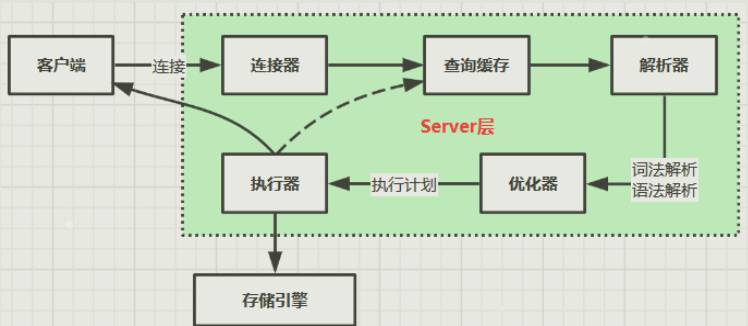 客户端
连接
连接器
查询缓存
解析器
Server层
词法解析
语法解析
执行器
执行计划
优化器
存储引擎